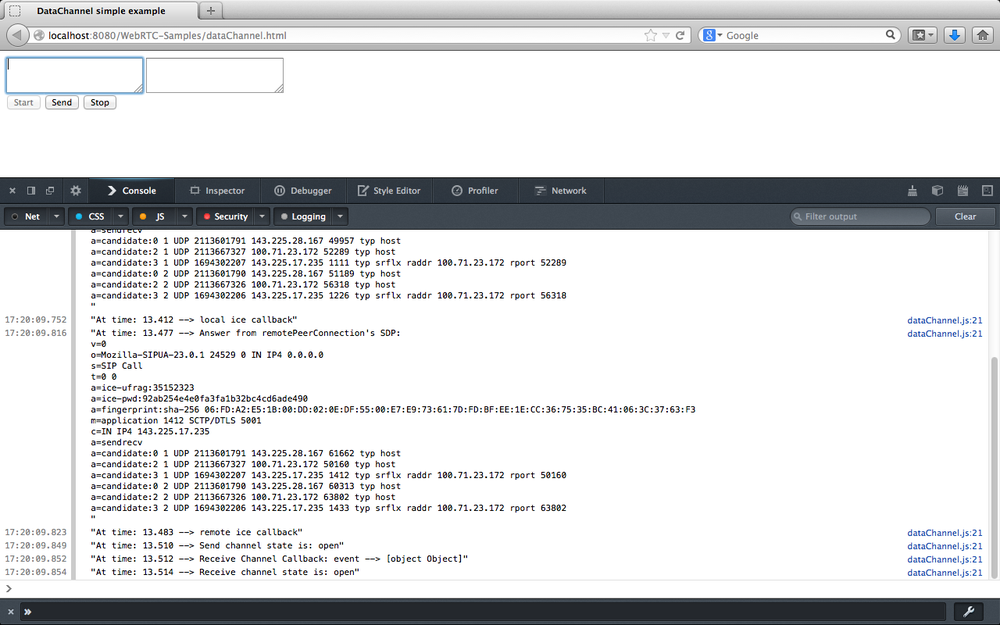 DataChannel simple example
localhost:8080/WebRTC-Samples/dataChannel.html
Google
Start Send Stop
Console Inspector Debugger Style Editor Profiler Network
Net CSS JS Security Logging Filter output Clear
a=sendrecv
a=candidate:0 1 UDP 2113601791 143.225.28.167 49957 typ host
a=candidate:2 1 UDP 2113667327 100.71.23.172 52289 typ host
a=candidate:3 1 UDP 1694302207 143.225.17.235 1111 typ srflx raddr 100.71.23.172 rport 52289
a=candidate:0 2 UDP 2113601790 143.225.28.167 51189 typ host
a=candidate:2 2 UDP 2113667326 100.71.23.172 56318 typ host
a=candidate:3 2 UDP 1694302206 143.225.17.235 1226 typ srflx raddr 100.71.23.172 rport 56318
"
17:20:09.752 "At time: 13.412 --> local ice callback" dataChannel.js:21
17:20:09.816 "At time: 13.477 --> Answer from remotePeerConnection's SDP: dataChannel.js:21
v=0
o=Mozilla-SIPUA-23.0.1 24529 0 IN IP4 0.0.0.0
s=SIP Call
t=0 0
a=ice-ufrag:35152323
a=ice-pwd:92ab254e4e0fa3fa1b32bc4cd6ade490
a=fingerprint:sha-256 06:FD:A2:E5:1B:00:DD:02:0E:DF:55:00:E7:E9:73:61:7D:FD:BF:EE:1E:CC:36:75:35:BC:41:06:3C:37:63:F3
m=application 1412 SCTP/DTLS 5001
c=IN IP4 143.225.17.235
a=sendrecv
a=candidate:0 1 UDP 2113601791 143.225.28.167 61662 typ host
a=candidate:2 1 UDP 2113667327 100.71.23.172 50160 typ host
a=candidate:3 1 UDP 1694302207 143.225.17.235 1412 typ srflx raddr 100.71.23.172 rport 50160
a=candidate:0 2 UDP 2113601790 143.225.28.167 60313 typ host
a=candidate:2 2 UDP 2113667326 100.71.23.172 63802 typ host
a=candidate:3 2 UDP 1694302206 143.225.17.235 1433 typ srflx raddr 100.71.23.172 rport 63802
"
17:20:09.823 "At time: 13.483 --> remote ice callback" dataChannel.js:21
17:20:09.849 "At time: 13.510 --> Send channel state is: open" dataChannel.js:21
17:20:09.852 "At time: 13.512 --> Receive Channel Callback: event --> [object Object]" dataChannel.js:21
17:20:09.854 "At time: 13.514 --> Receive channel state is: open" dataChannel.js:21